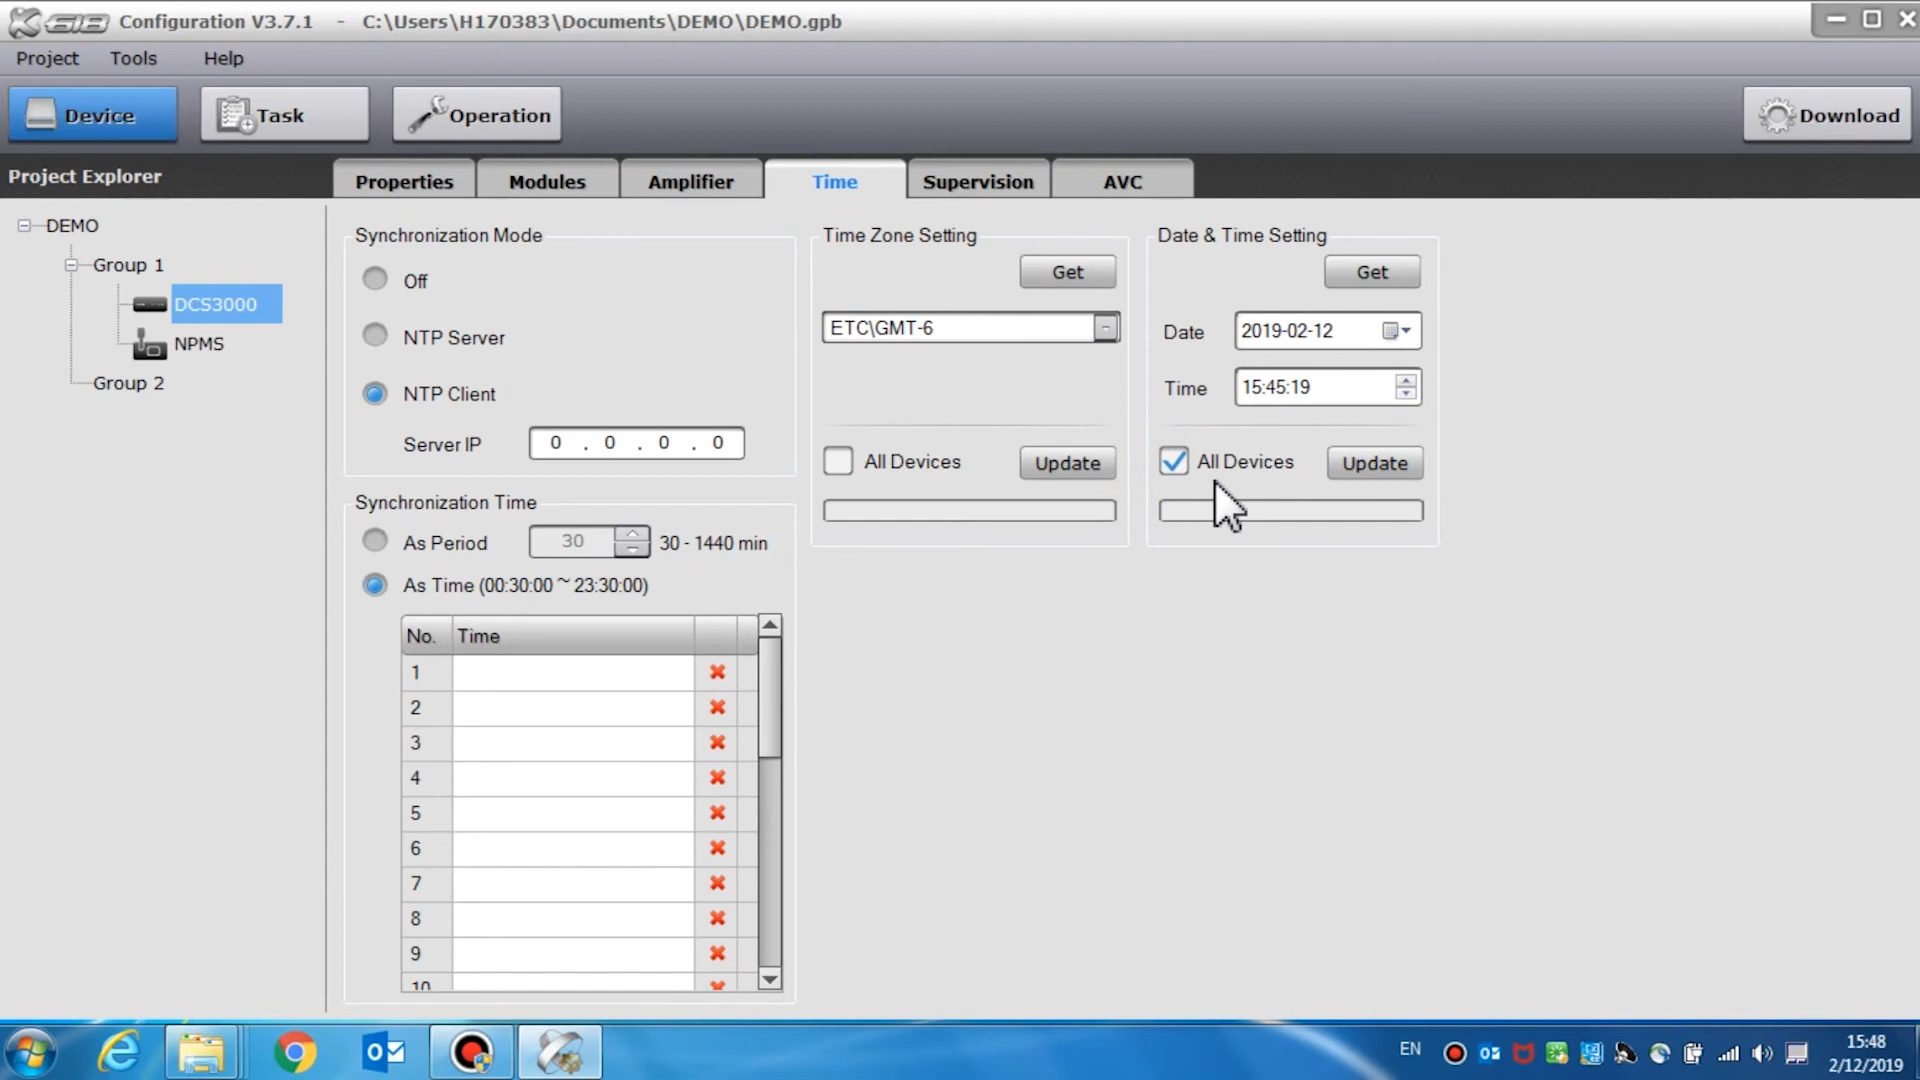 X-618 Configuration V3.7.1 - C:\Users\H170383\Documents\DEMO\DEMO.gpb
Project Tools Help
Device Task Operation Download
Project Explorer
Properties Modules Amplifier Time Supervision AVC
DEMO
Group 1
DCS3000
NPMS
Group 2
Synchronization Mode
Off
NTP Server
NTP Client
Server IP 0 . 0 . 0 . 0
Synchronization Time
As Period 30 30 - 1440 min
As Time (00:30:00 ~ 23:30:00)
No. Time
1
2
3
4
5
6
7
8
9
10
Time Zone Setting
Get
ETC\GMT-6
All Devices Update
Date & Time Setting
Get
Date 2019-02-12
Time 15:45:19
All Devices Update
EN
15:48
2/12/2019